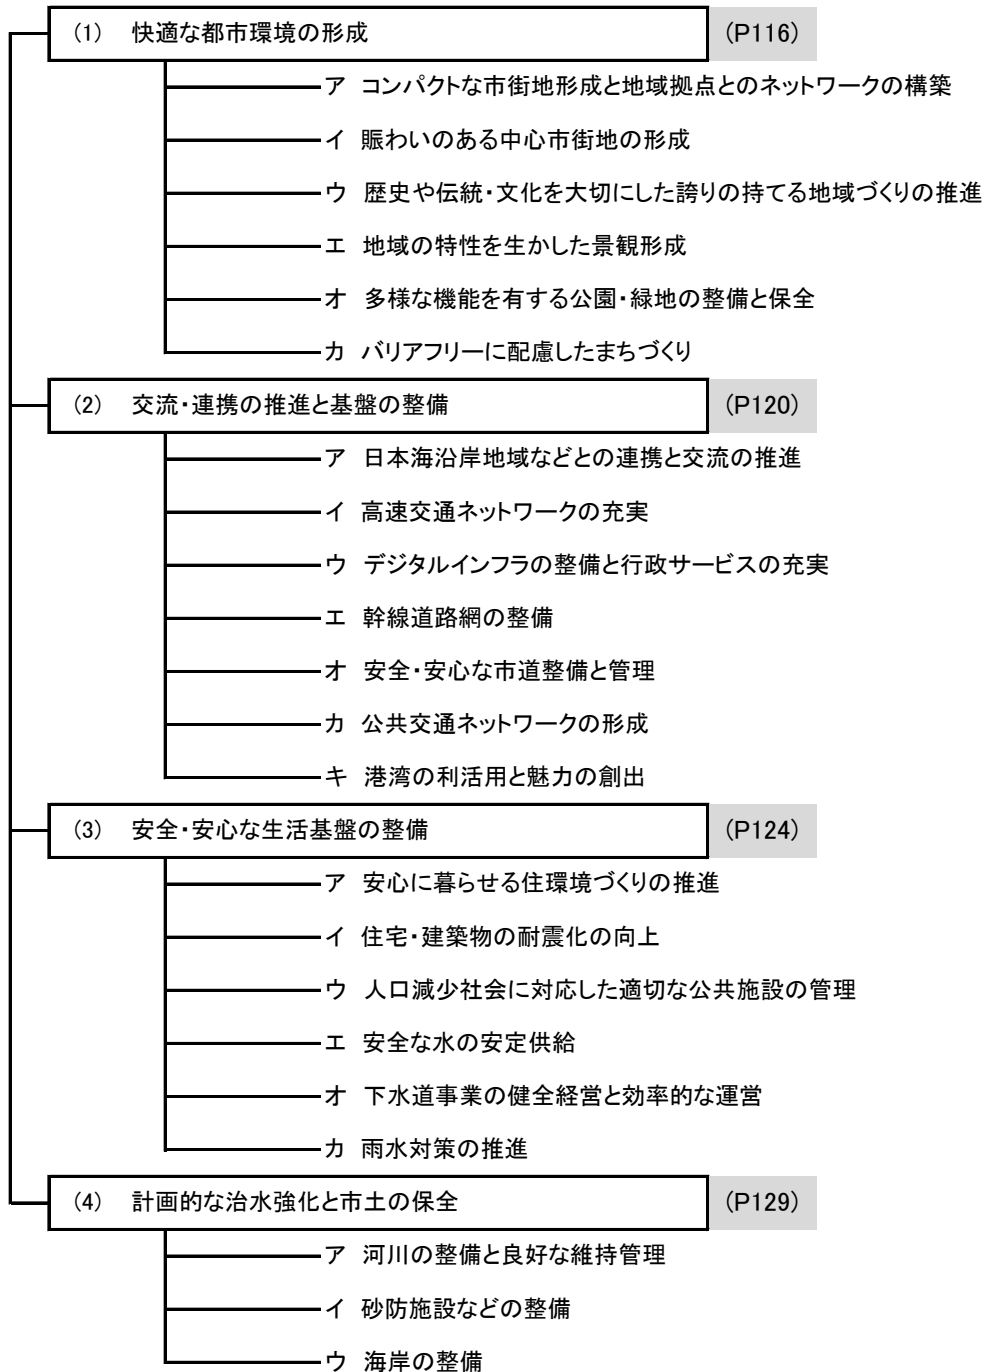 (1) 快適な都市環境の形成 (P116)
ア コンパクトな市街地形成と地域拠点とのネットワークの構築
イ 賑わいのある中心市街地の形成
ウ 歴史や伝統・文化を大切にした誇りの持てる地域づくりの推進
エ 地域の特性を生かした景観形成
オ 多様な機能を有する公園・緑地の整備と保全
カ バリアフリーに配慮したまちづくり
(2) 交流・連携の推進と基盤の整備 (P120)
ア 日本海沿岸地域などとの連携と交流の推進
イ 高速交通ネットワークの充実
ウ デジタルインフラの整備と行政サービスの充実
エ 幹線道路網の整備
オ 安全・安心な市道整備と管理
カ 公共交通ネットワークの形成
キ 港湾の利活用と魅力の創出
(3) 安全・安心な生活基盤の整備 (P124)
ア 安心に暮らせる住環境づくりの推進
イ 住宅・建築物の耐震化の向上
ウ 人口減少社会に対応した適切な公共施設の管理
エ 安全な水の安定供給
オ 下水道事業の健全経営と効率的な運営
カ 雨水対策の推進
(4) 計画的な治水強化と市土の保全 (P129)
ア 河川の整備と良好な維持管理
イ 砂防施設などの整備
ウ 海岸の整備